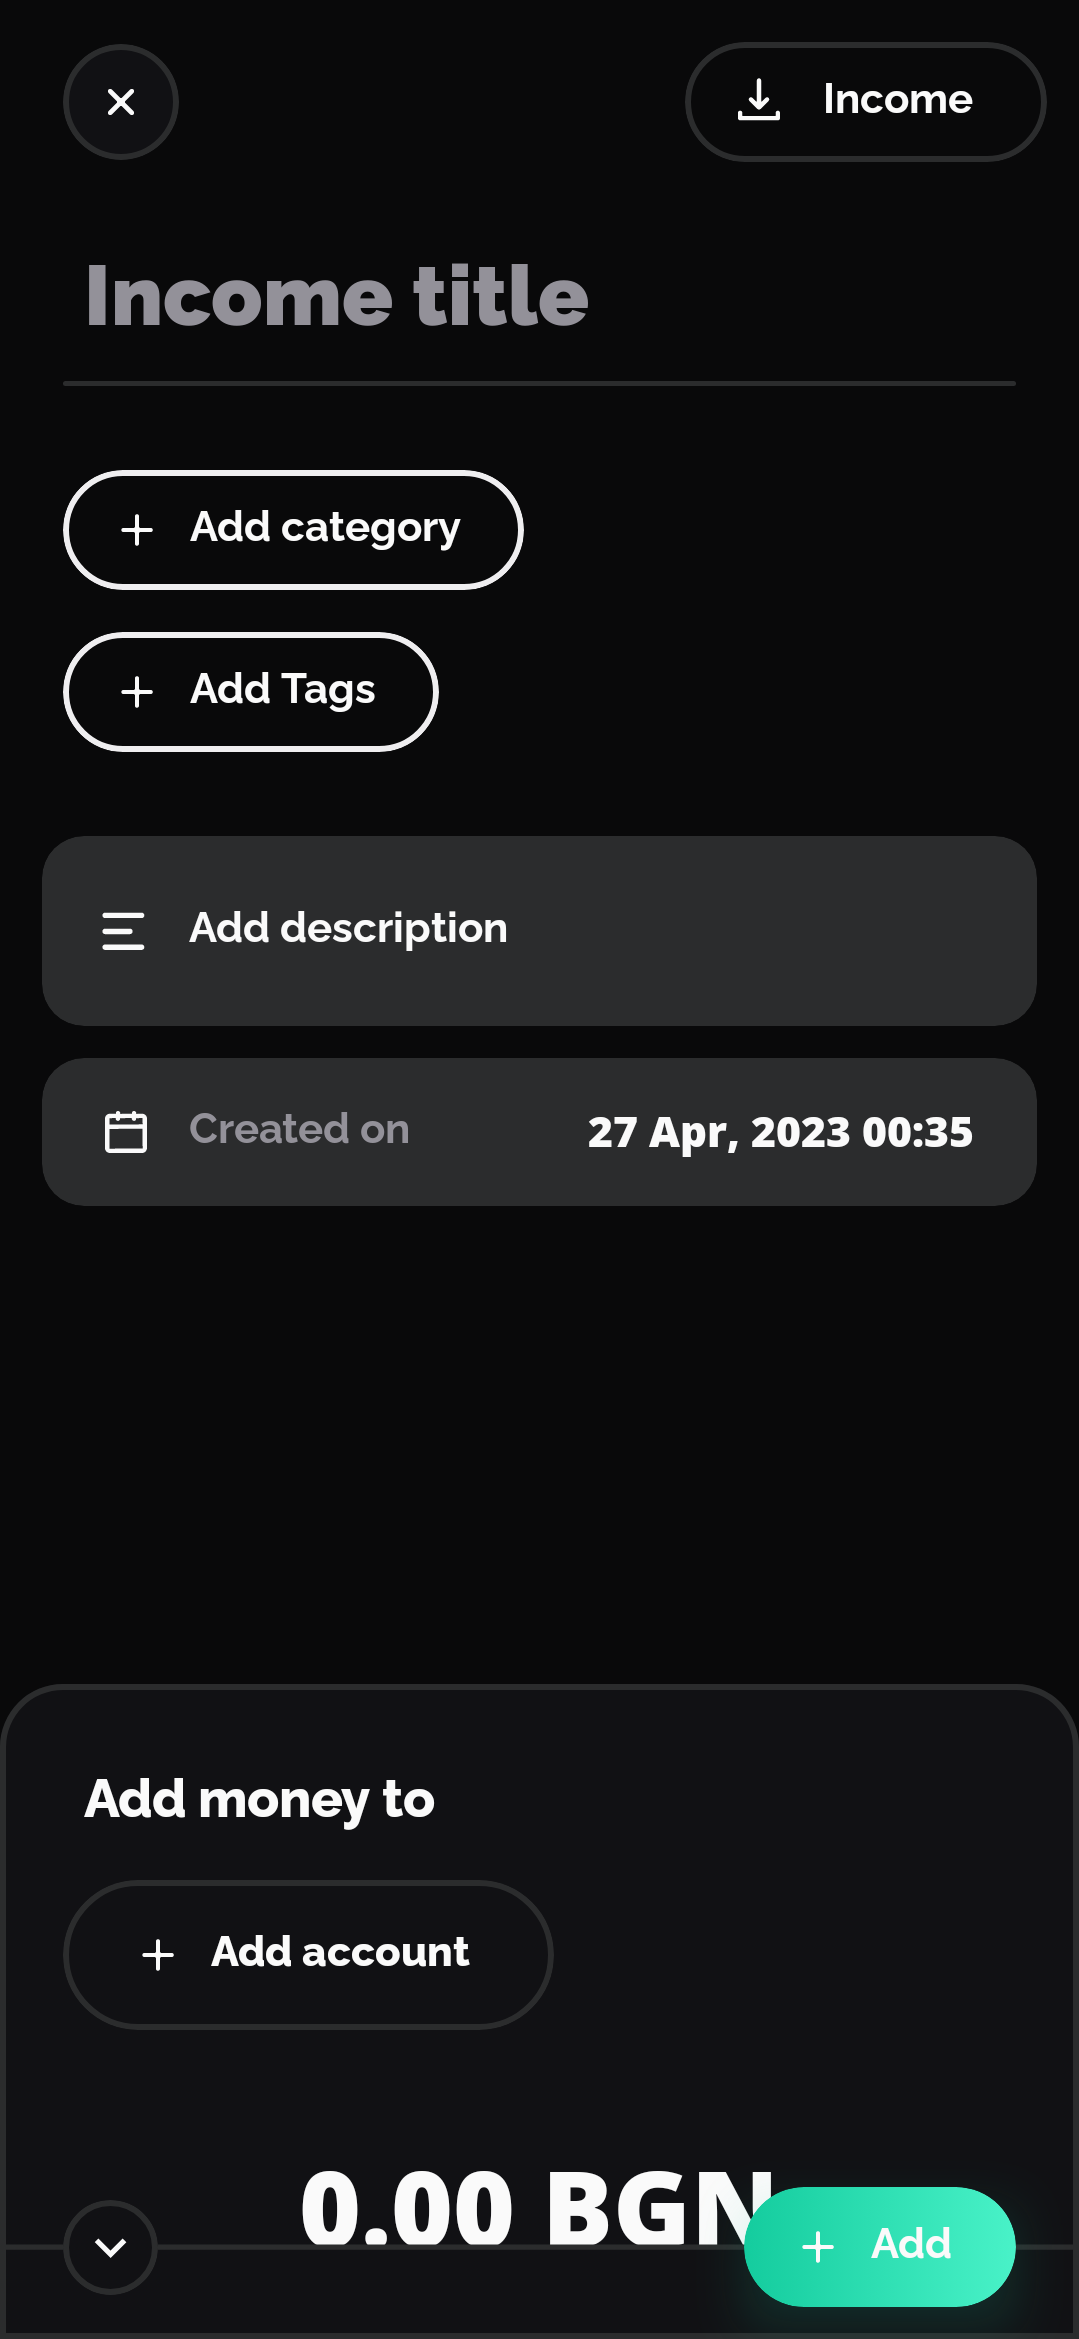 Income
Income title
Add category
Add Tags
Add description
Created on 27 Apr, 2023 00:35
Add money to
Add account
0.00 BGN
Add